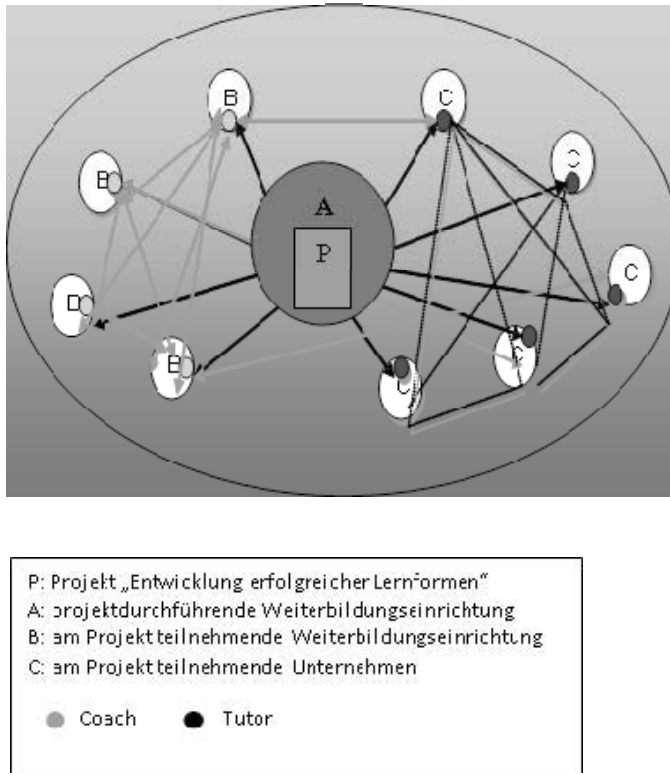 B
C
B
C
A
P
C
B
B
C
C
P: Projekt „Entwicklung erfolgreicher Lernformen“
A: projektdurchführende Weiterbildungseinrichtung
B: am Projekt teilnehmende Weiterbildungseinrichtung
C: am Projekt teilnehmende Unternehmen
Coach Tutor